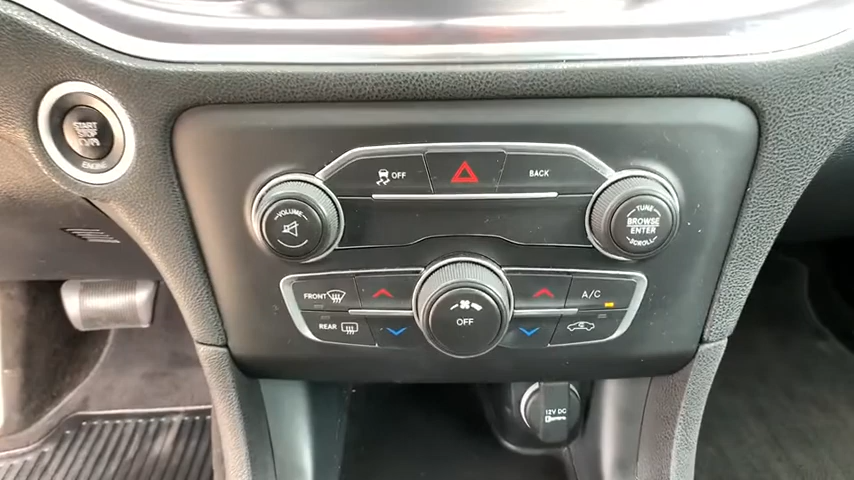 START
STOP
ENGINE
OFF
BACK
VOLUME
TUNE
BROWSE
ENTER
SCROLL
FRONT
A/C
OFF
REAR
12V DC